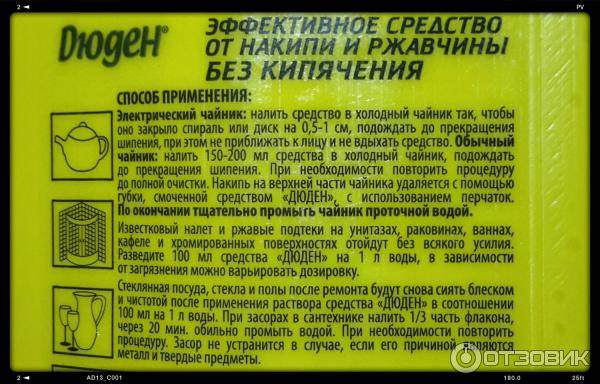 2
PV
ДЮДЕН®
ЭФФЕКТИВНОЕ СРЕДСТВО
ОТ НАКИПИ И РЖАВЧИНЫ
БЕЗ КИПЯЧЕНИЯ
СПОСОБ ПРИМЕНЕНИЯ:
Электрический чайник: налить средство в холодный чайник так, чтобы
оно закрыло спираль или диск на 0,5-1 см, подождать до прекращения
шипения, при этом не приближать к лицу и не вдыхать средство. Обычный
чайник: налить 150-200 мл средства в холодный чайник, подождать
до прекращения шипения. При необходимости повторить процедуру
до полной очистки. Накипь на верхней части чайника удаляется с помощью
губки, смоченной средством «ДЮДЕН», с использованием перчаток.
По окончании тщательно промыть чайник проточной водой.
Известковый налет и ржавые подтеки на унитазах, раковинах, ваннах,
кафеле и хромированных поверхностях отойдут без всякого усилия.
Разведите 100 мл средства «ДЮДЕН» на 1 л воды, в зависимости
от загрязнения можно варьировать дозировку.
Стеклянная посуда, стекла и полы после ремонта будут снова сиять блеском
и чистотой после применения раствора средства «ДЮДЕН» в соотношении
100 мл на 1 л воды. При засорах в сантехнике налить 1/3 часть флакона,
через 20 мин. обильно промыть водой. При необходимости повторить
процедуру. Засор не устранится в случае, если его причиной являются
металл и твердые предметы.
ОТЗОВИК
2
AD13_C001
180.0
25ft